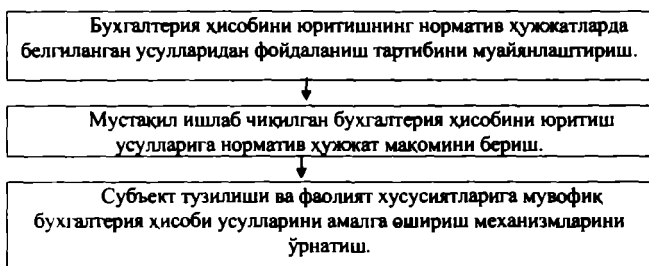 Бухгалтерия ҳисобини юритишнинг норматив ҳужжатларда
белгиланган усулларидан фойдаланиш тартибини муайянлаштириш.
Мустақил ишлаб чиқилган бухгалтерия ҳисобини юритиш
усулларига норматив ҳужжат мақомини бериш.
Субъект тузилиши ва фаолият хусусиятларига мувофиқ
бухгалтерия ҳисоби усулларини амалга ошириш механизмларини
ўрнатиш.